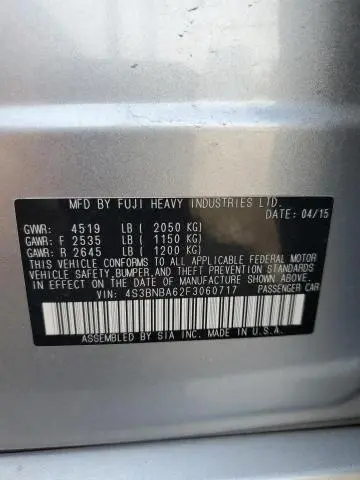 MFD BY FUJI HEAVY INDUSTRIES LTD.
DATE: 04/15
GVWR: 4519 LB ( 2050 KG)
GAWR: F 2535 LB ( 1150 KG)
GAWR: R 2645 LB ( 1200 KG)
THIS VEHICLE CONFORMS TO ALL APPLICABLE FEDERAL MOTOR
VEHICLE SAFETY, BUMPER, AND THEFT PREVENTION STANDARDS
IN EFFECT ON THE DATE OF MANUFACTURE SHOWN ABOVE.
VIN: 4S3BNBA62F3060717 PASSENGER CAR
ASSEMBLED BY SIA INC. MADE IN U.S.A.